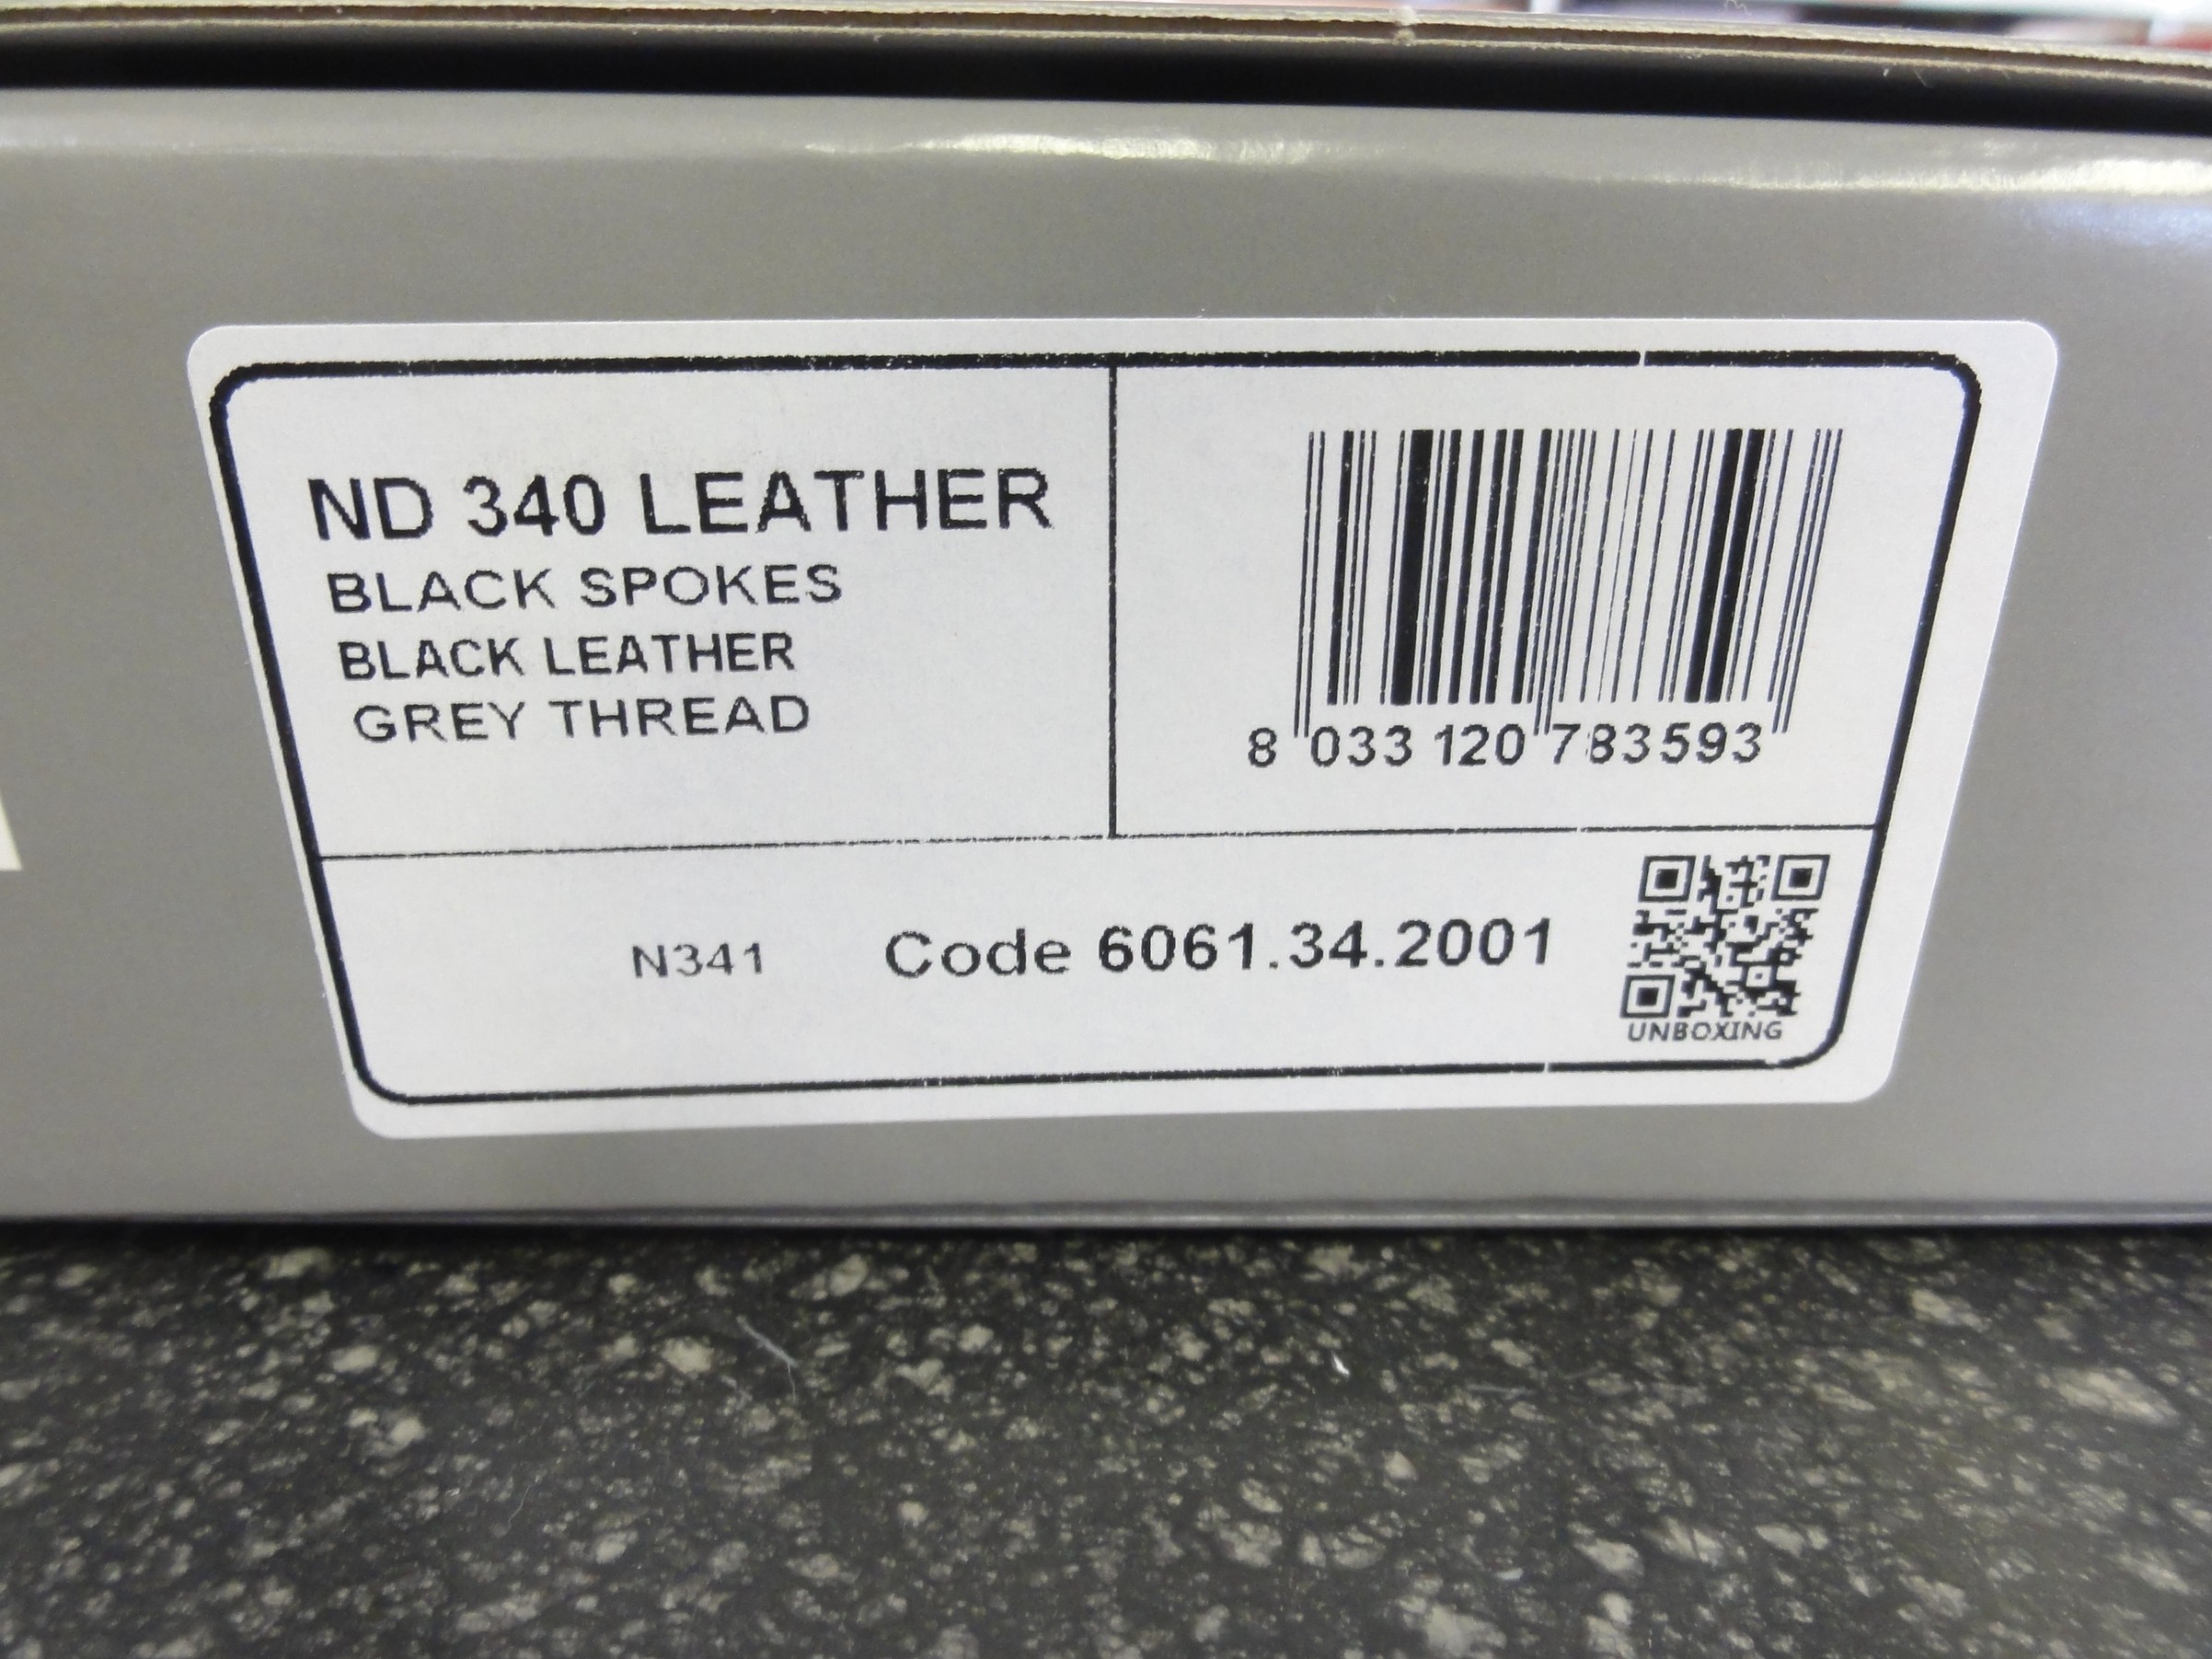 ND 340 LEATHER
BLACK SPOKES
BLACK LEATHER
GREY THREAD
8 033120 783593
N341 Code 6061.34.2001
UNBOXING